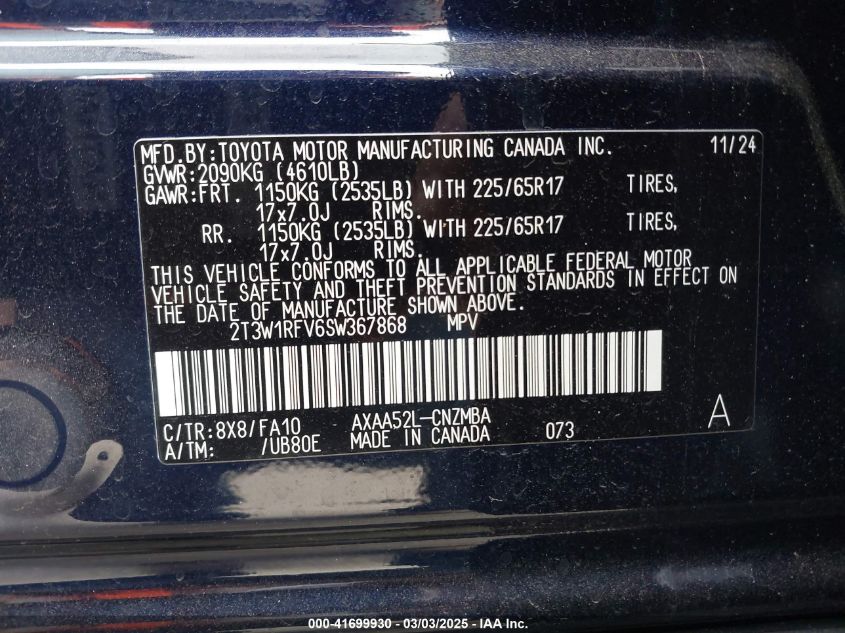 MFD.BY:TOYOTA MOTOR MANUFACTURING CANADA INC. 11/24
GVWR:2090KG (4610LB)
GAWR:FRT. 1150KG (2535LB) WITH 225/65R17 TIRES,
17x7.0J RIMS.
RR. 1150KG (2535LB) WITH 225/65R17 TIRES,
17x7.0J RIMS.
THIS VEHICLE CONFORMS TO ALL APPLICABLE FEDERAL MOTOR
VEHICLE SAFETY AND THEFT PREVENTION STANDARDS IN EFFECT ON
THE DATE OF MANUFACTURE SHOWN ABOVE.
2T3W1RFV6SW367868 MPV
C/TR:8X8/FA10 AXAA52L-CNZMBA A
A/TM: /UB80E MADE IN CANADA 073
000-41699930 / 03/03/2025 - IAA Inc.